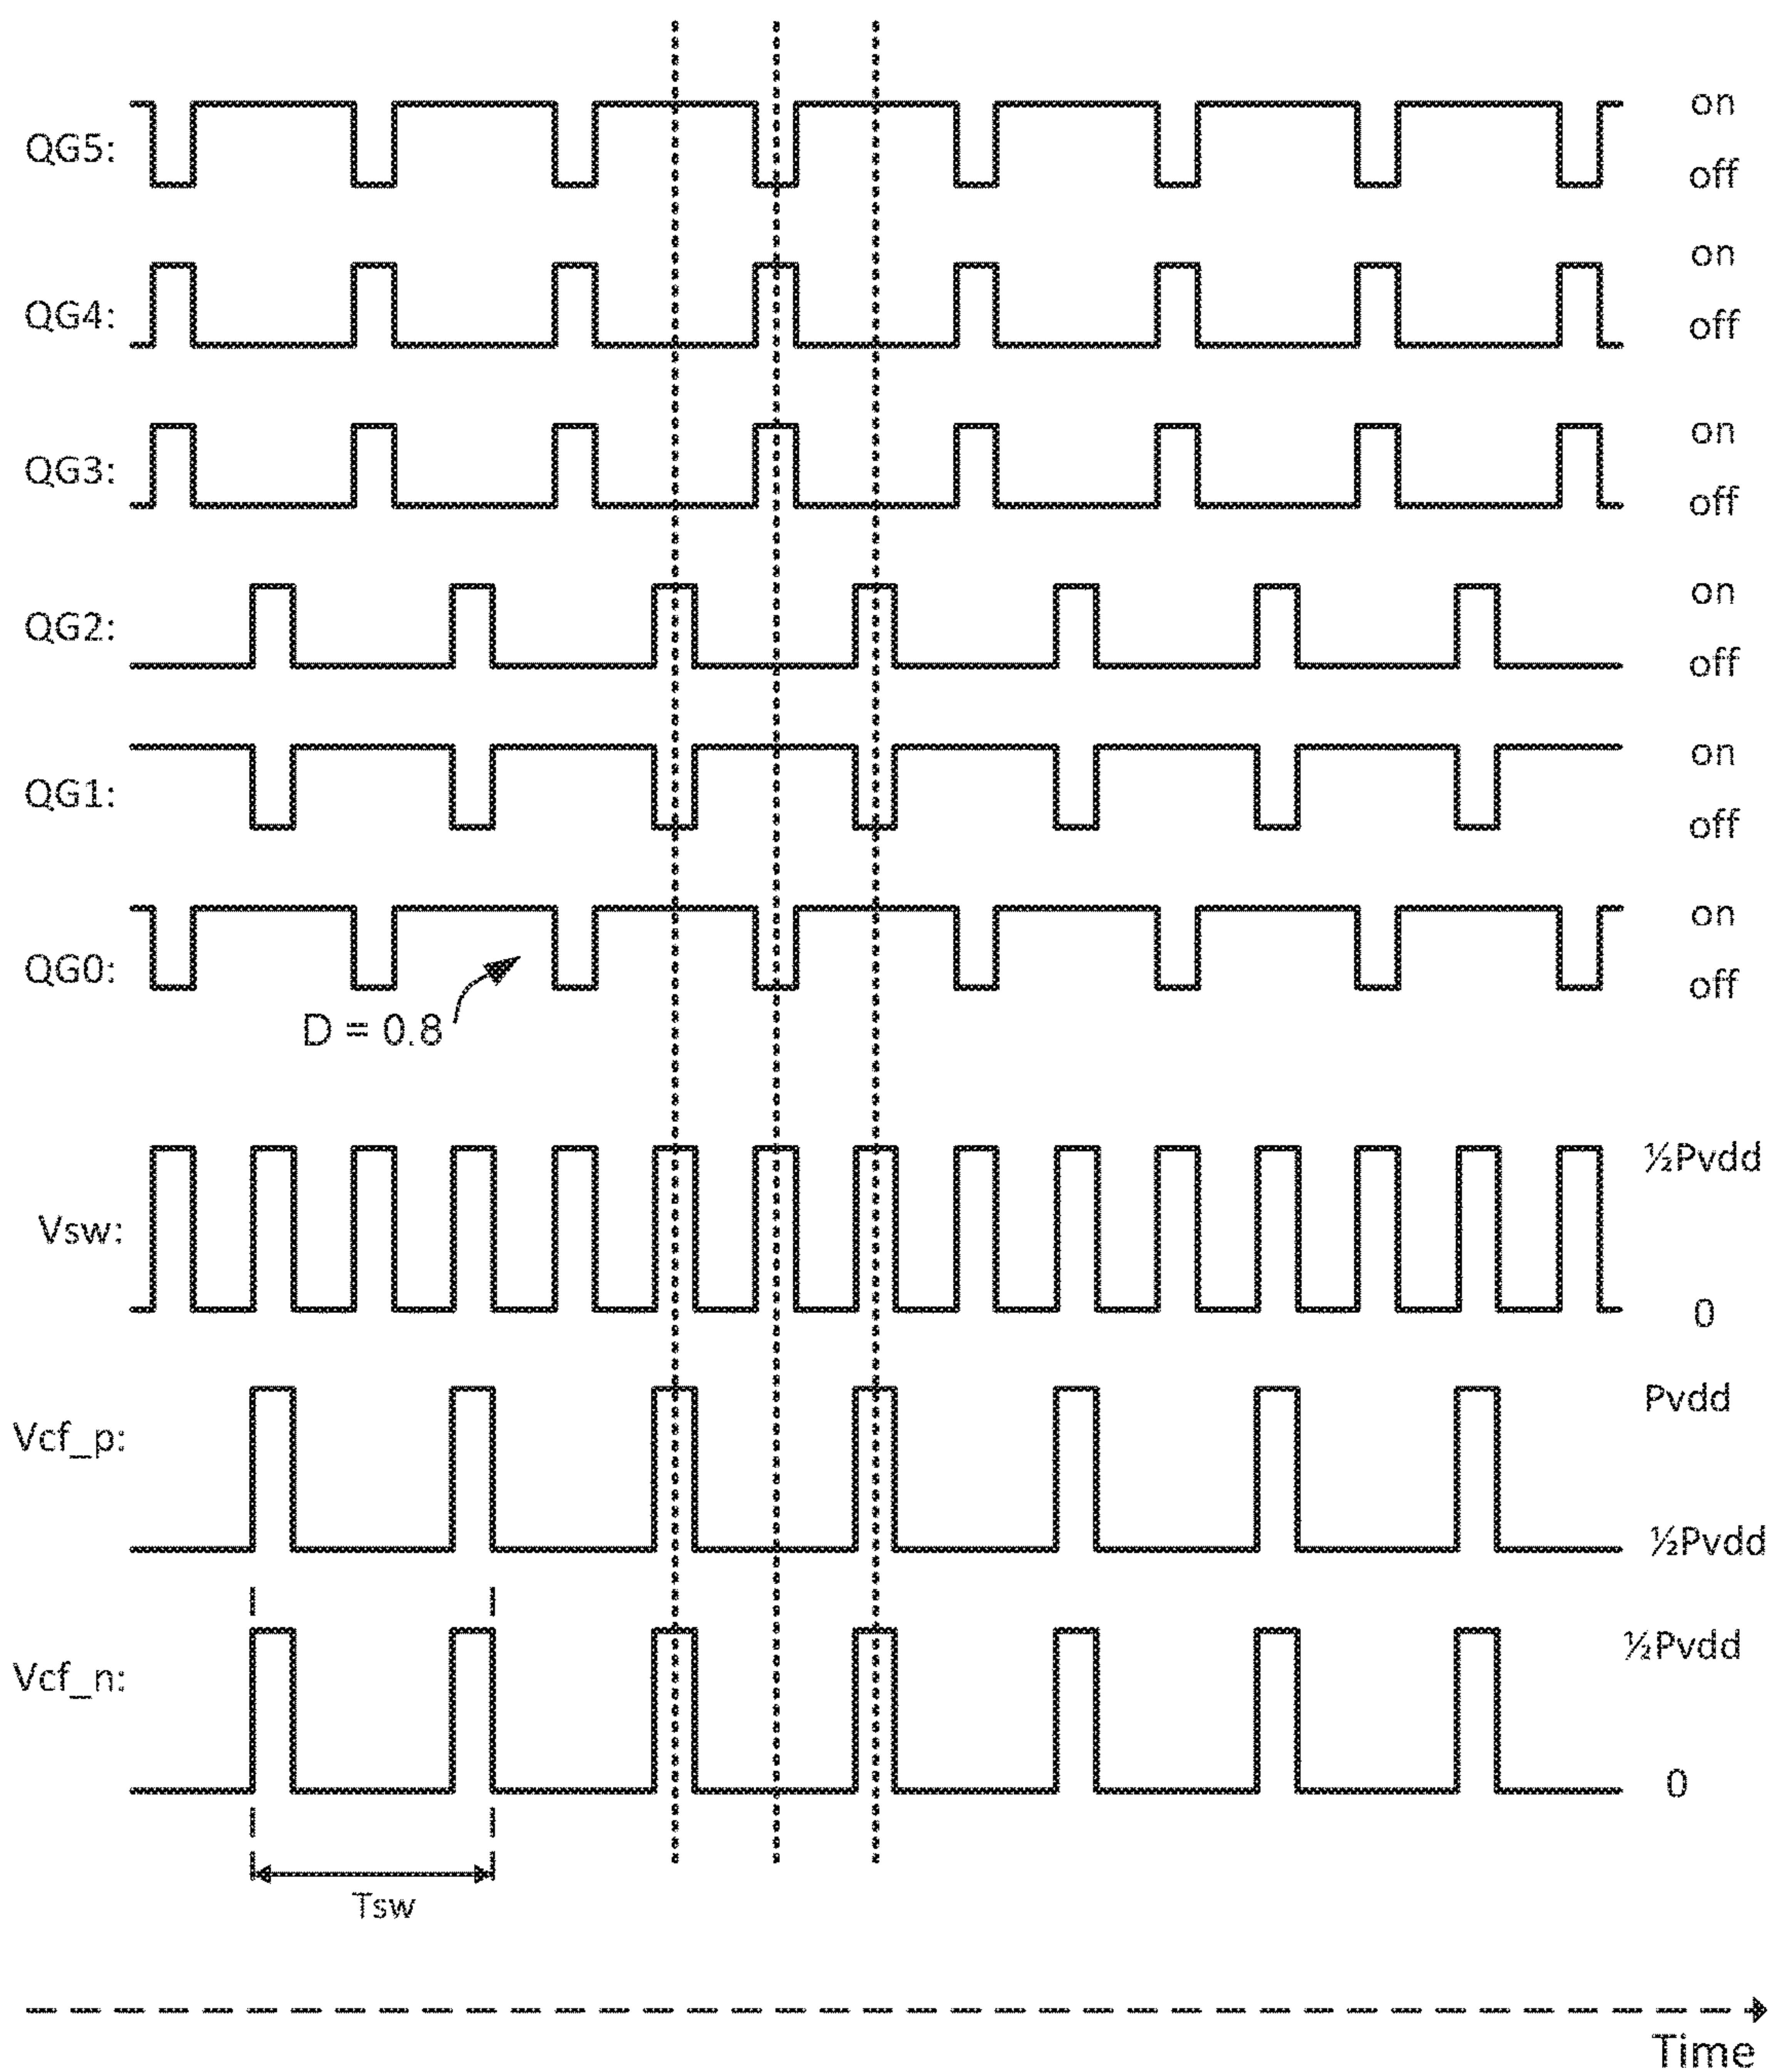 QG5:
on
off
QG4:
on
off
QG3:
on
off
QG2:
on
off
QG1:
on
off
QG0:
on
off
D = 0.8
Vsw:
½Pvdd
0
Vcf_p:
Pvdd
½Pvdd
Vcf_n:
½Pvdd
0
Tsw
Time